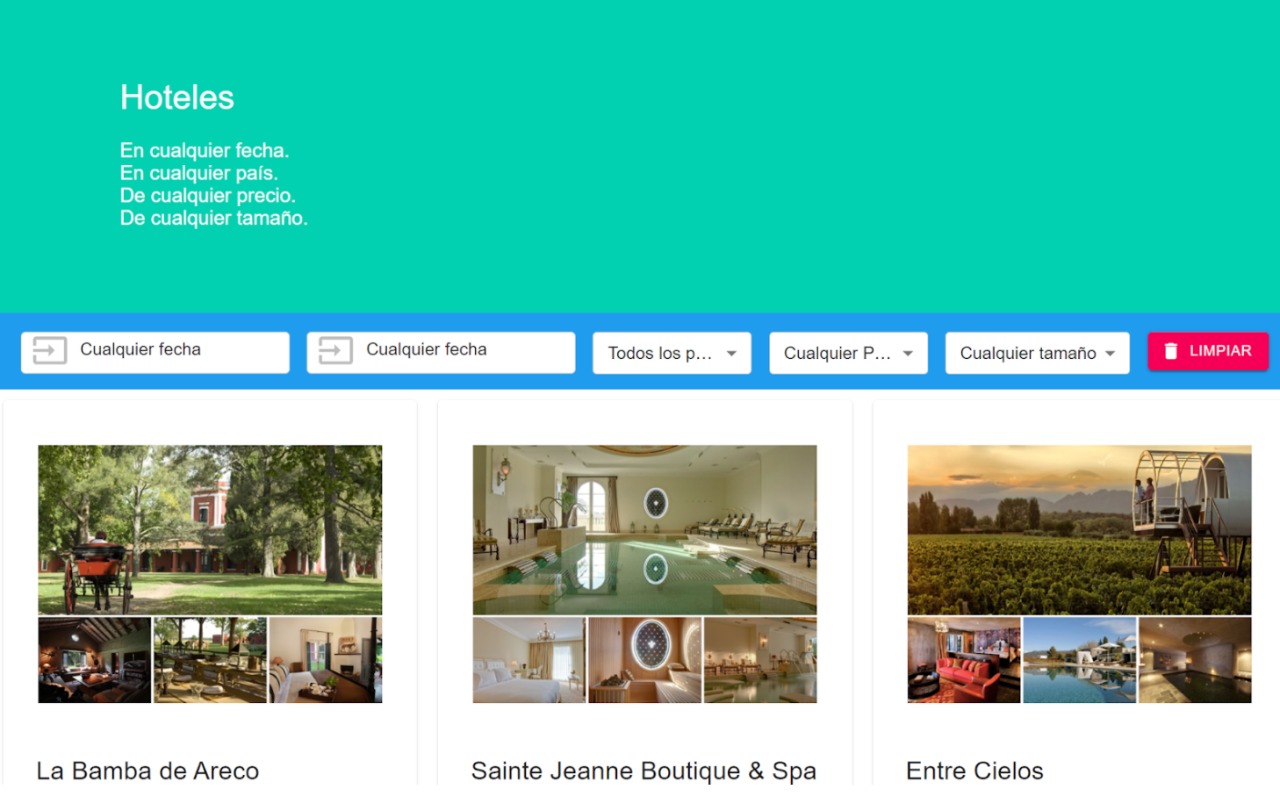 Hoteles
En cualquier fecha.
En cualquier país.
De cualquier precio.
De cualquier tamaño.
Cualquier fecha
Cualquier fecha
Todos los p...
Cualquier P...
Cualquier tamaño
LIMPIAR
La Bamba de Areco
Sainte Jeanne Boutique & Spa
Entre Cielos